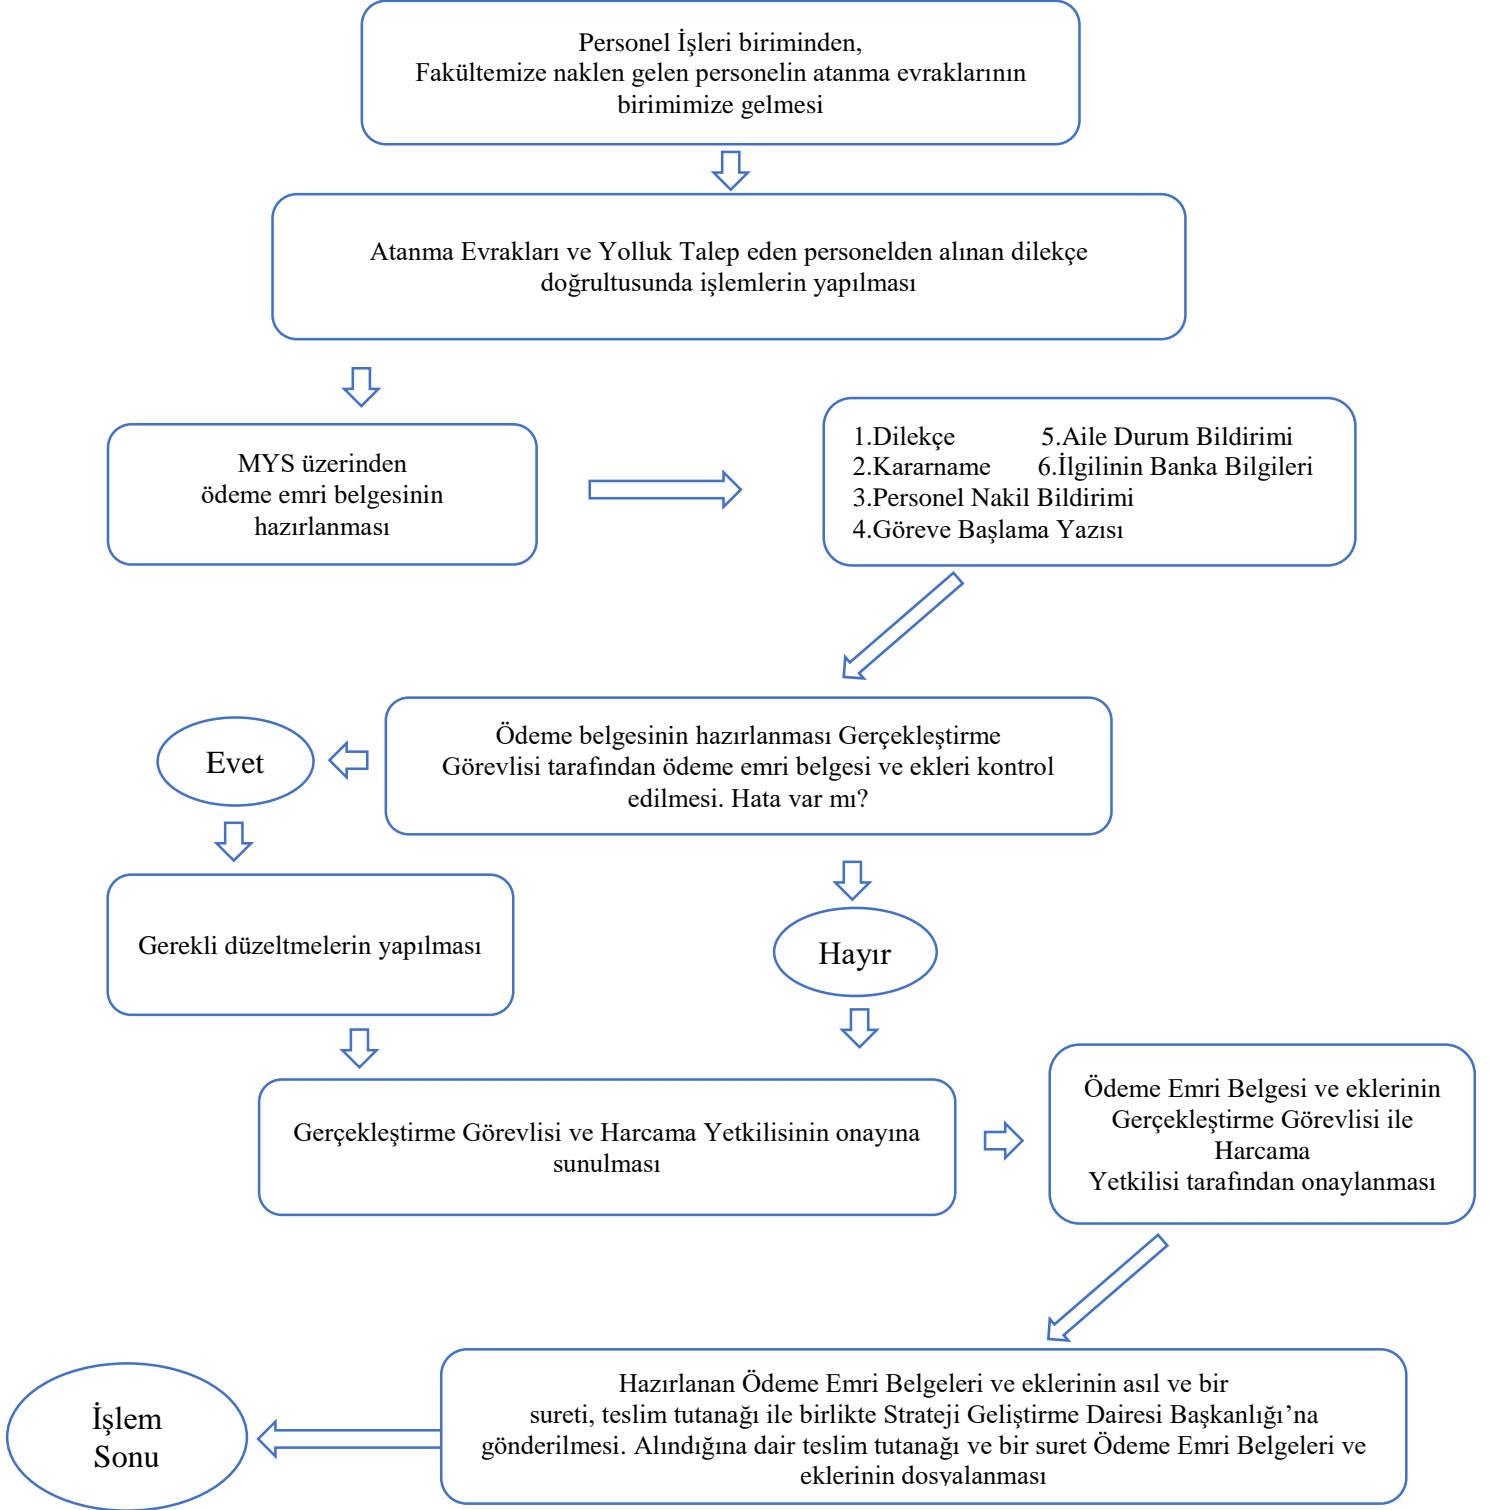 Personel İşleri biriminden,
Fakültemize naklen gelen personelin atanma evraklarının
birimimize gelmesi
Atanma Evrakları ve Yolluk Talep eden personelden alınan dilekçe
doğrultusunda işlemlerin yapılması
MYS üzerinden
ödeme emri belgesinin
hazırlanması
1.Dilekçe 5.Aile Durum Bildirimi
2.Kararname 6.İlgilinin Banka Bilgileri
3.Personel Nakil Bildirimi
4.Göreve Başlama Yazısı
Ödeme belgesinin hazırlanması Gerçekleştirme
Görevlisi tarafından ödeme emri belgesi ve ekleri kontrol
edilmesi. Hata var mı?
Evet
Gerekli düzeltmelerin yapılması
Hayır
Gerçekleştirme Görevlisi ve Harcama Yetkilisinin onayına
sunulması
Ödeme Emri Belgesi ve eklerinin
Gerçekleştirme Görevlisi ile
Harcama
Yetkilisi tarafından onaylanması
Hazırlanan Ödeme Emri Belgeleri ve eklerinin asıl ve bir
sureti, teslim tutanağı ile birlikte Strateji Geliştirme Dairesi Başkanlığı’na
gönderilmesi. Alındığına dair teslim tutanağı ve bir suret Ödeme Emri Belgeleri ve
eklerinin dosyalanması
İşlem
Sonu